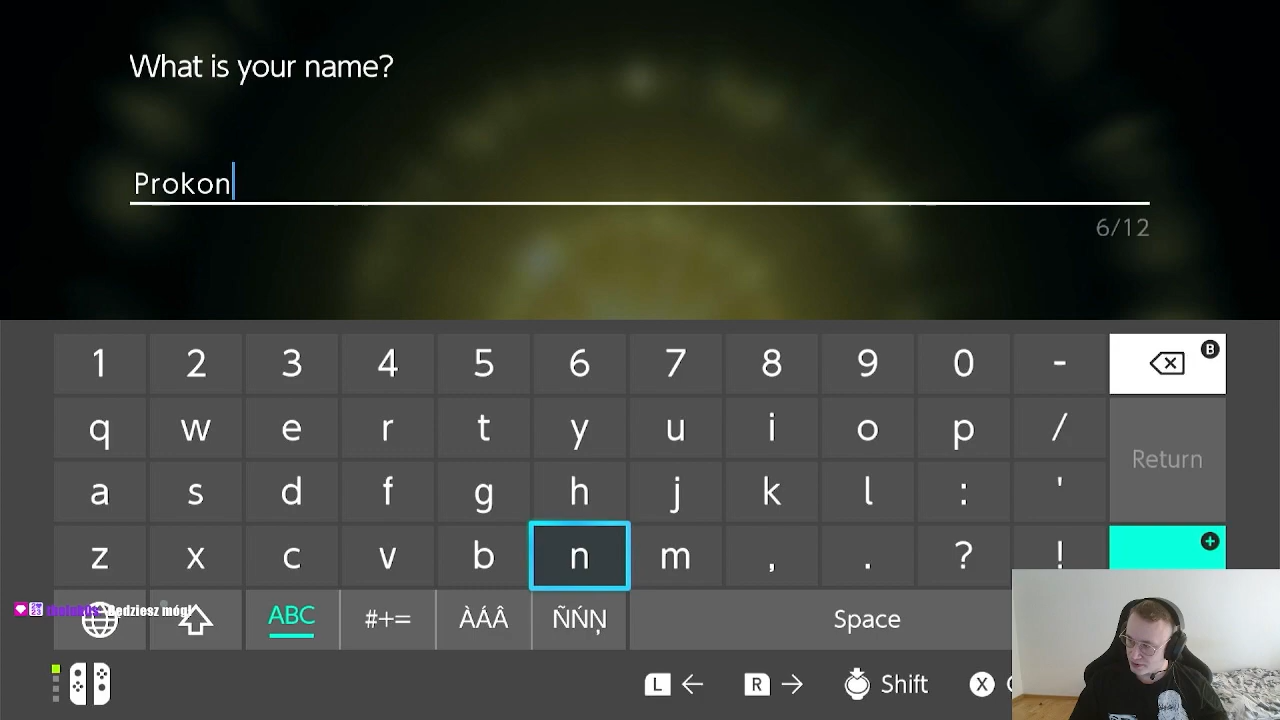 What is your name?
Prokon
6/12
1 2 3 4 5 6 7 8 9 0 - B
q w e r t y u i o p /
Return
a s d f g h j k l : '
z x c v b n m , . ? ! +
Będziesz mógł
ABC #+= ÀÁÂ ÑŃŅ Space
L ← R → Shift X